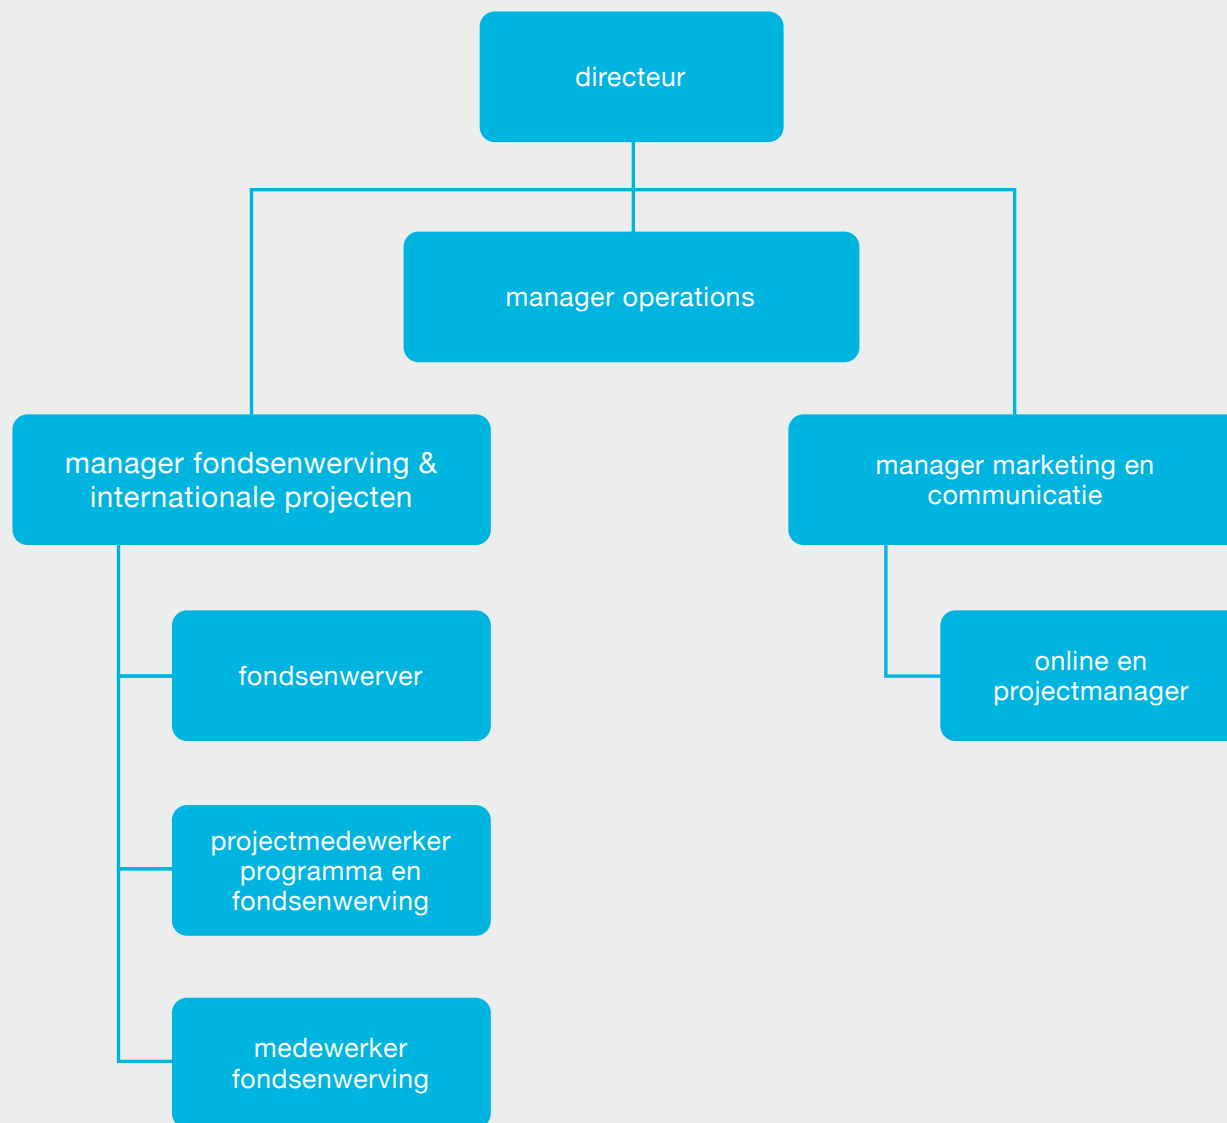 directeur
manager operations
manager fondsenwerving &
internationale projecten
manager marketing en
communicatie
fondsenwerver
online en
projectmanager
projectmedewerker
programma en
fondsenwerving
medewerker
fondsenwerving